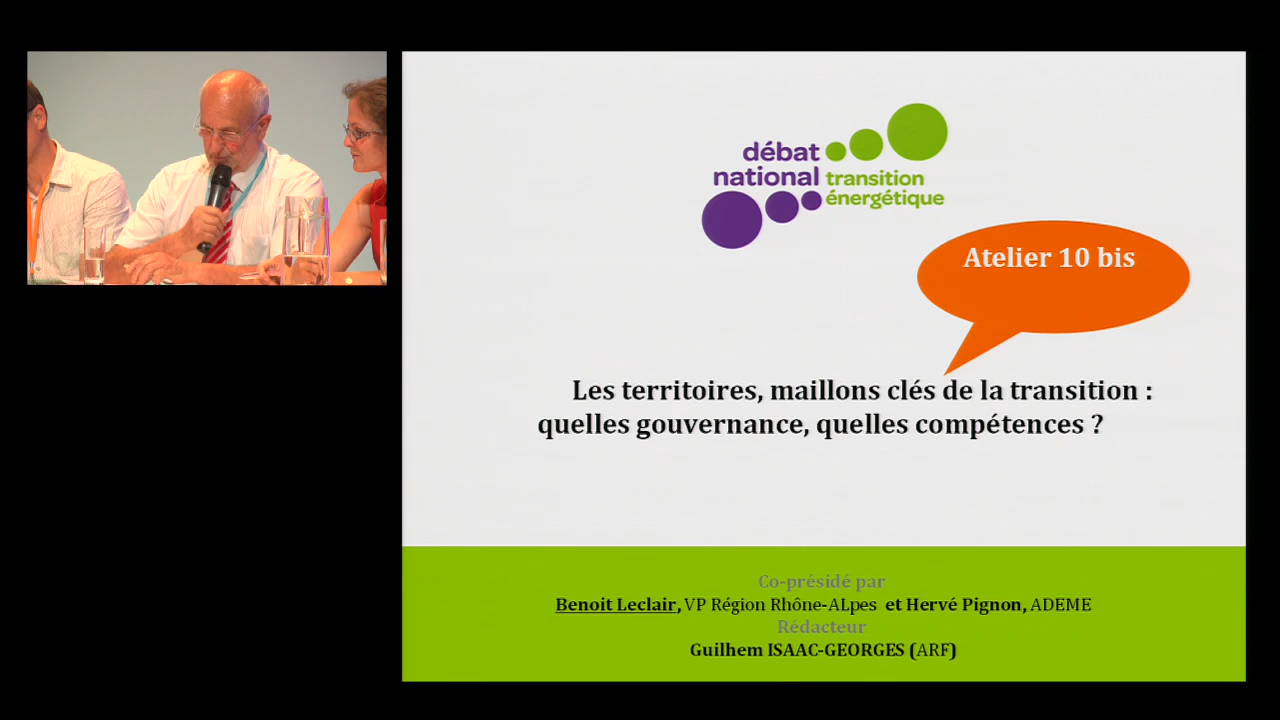 débat
national
transition
énergétique
Atelier 10 bis
Les territoires, maillons clés de la transition :
quelles gouvernance, quelles compétences ?
Co-présidé par
Benoit Leclair, VP Région Rhône-ALpes et Hervé Pignon, ADEME
Rédacteur
Guilhem ISAAC-GEORGES (ARF)